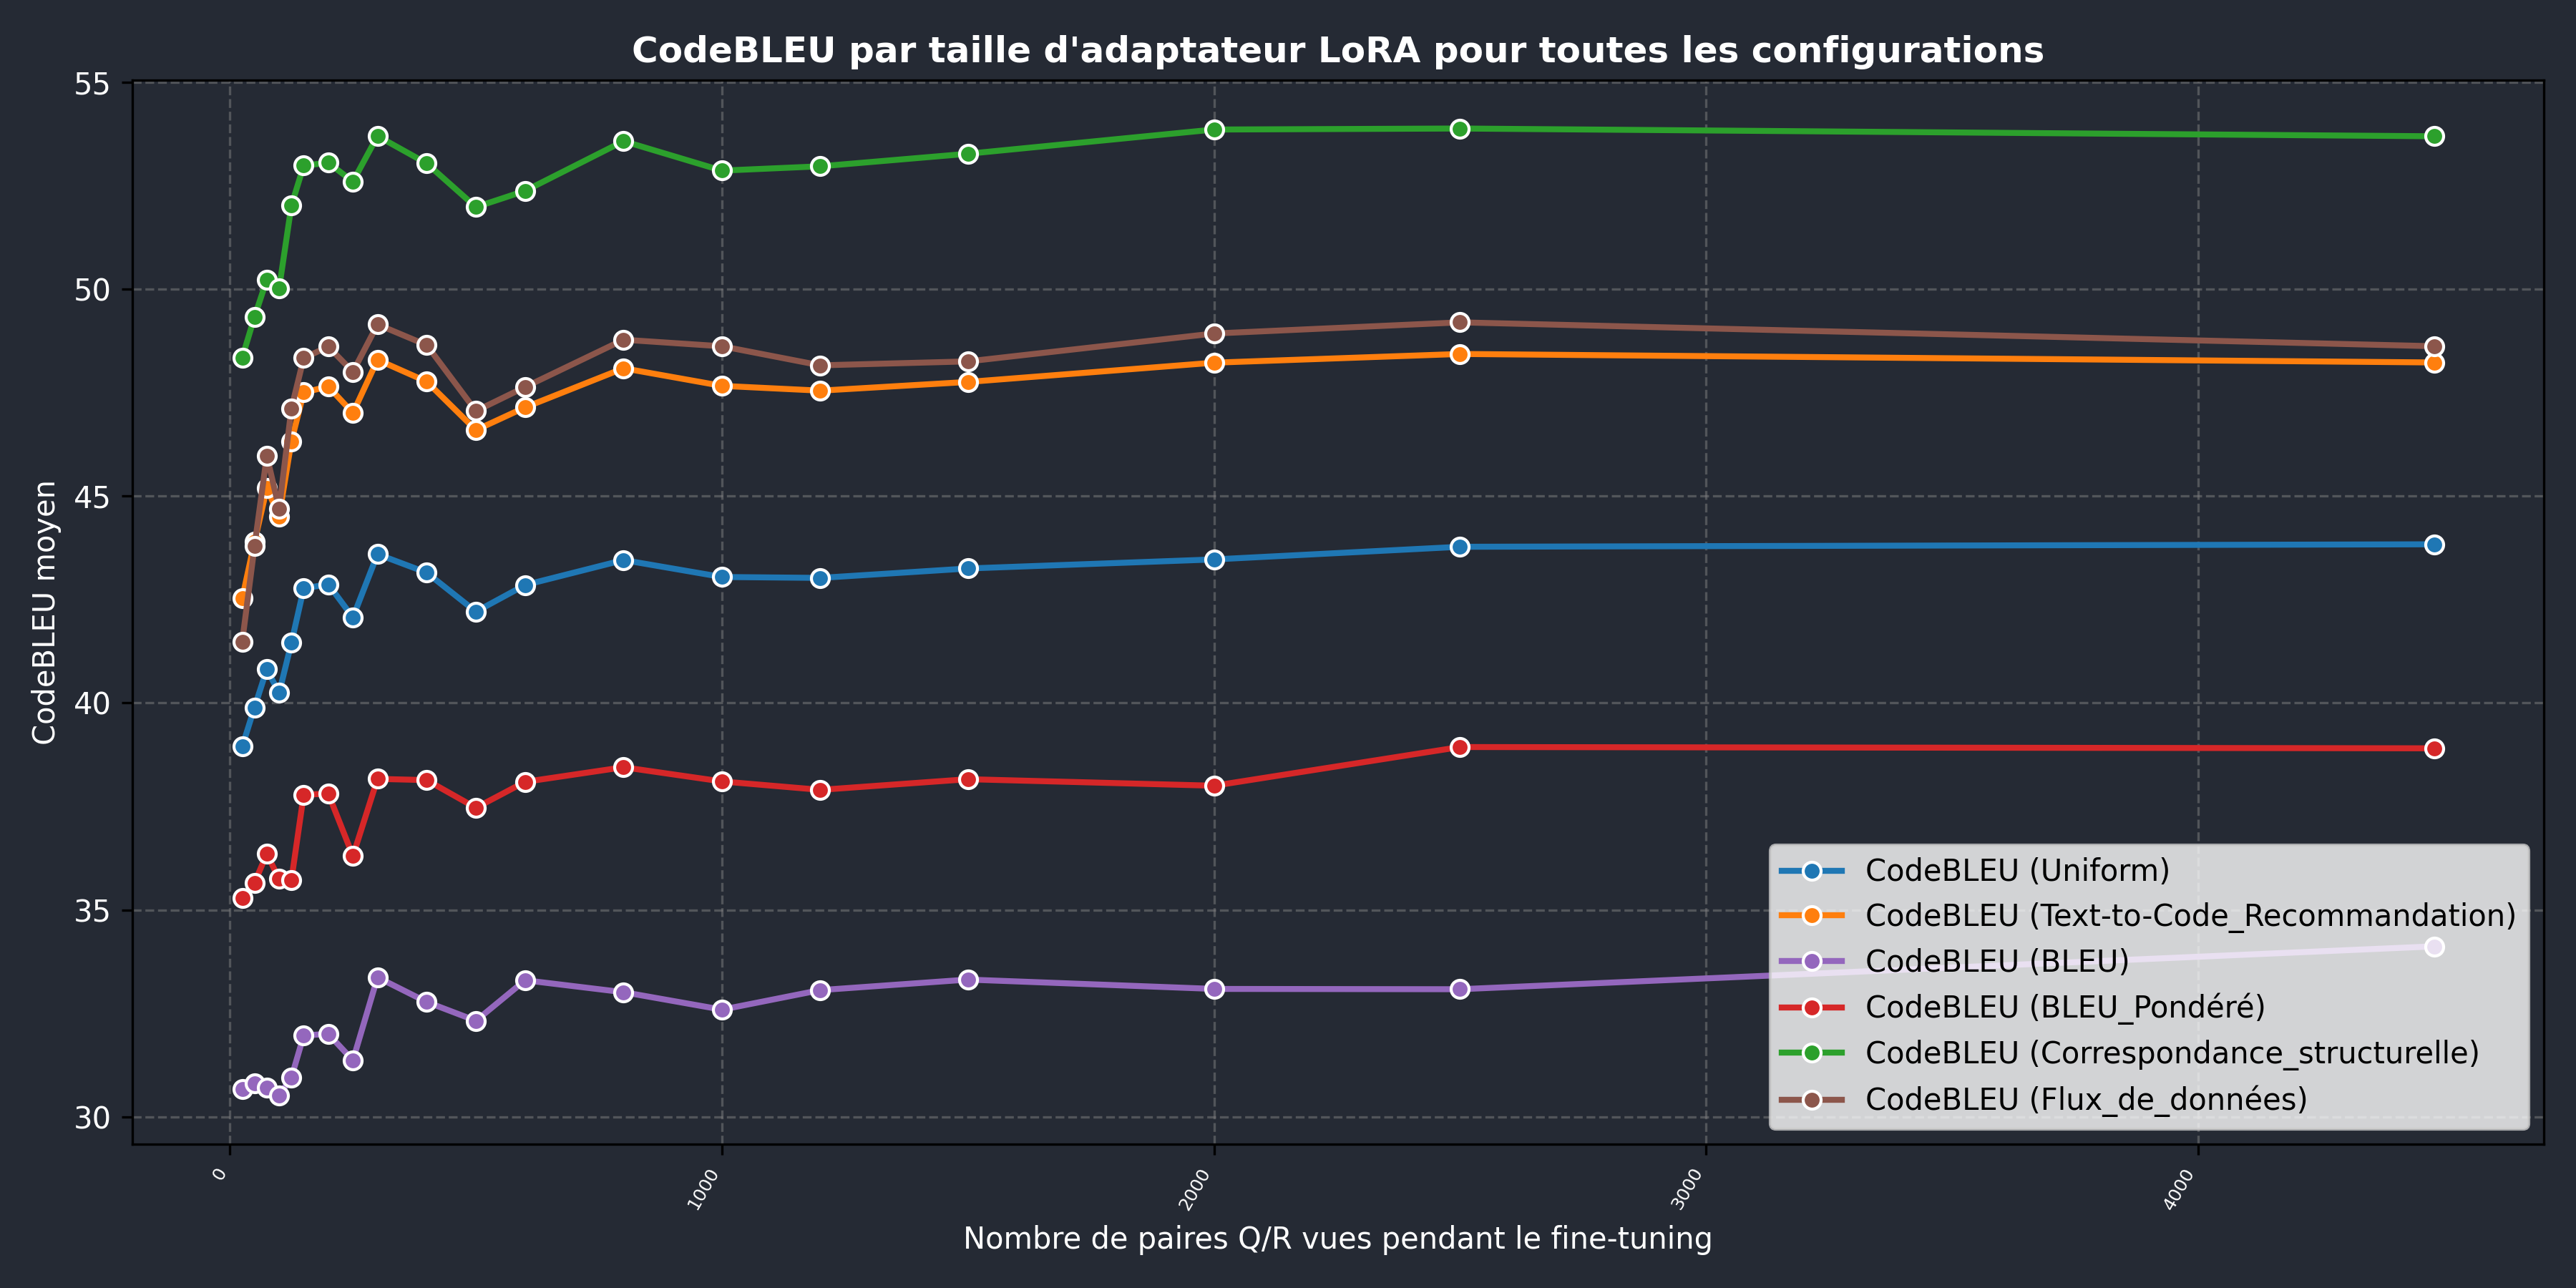 CodeBLEU par taille d'adaptateur LoRA pour toutes les configurations
CodeBLEU moyen
55
50
45
40
35
30
0
1000
2000
3000
4000
Nombre de paires Q/R vues pendant le fine-tuning
CodeBLEU (Uniform)
CodeBLEU (Text-to-Code_Recommandation)
CodeBLEU (BLEU)
CodeBLEU (BLEU_Pondéré)
CodeBLEU (Correspondance_structurelle)
CodeBLEU (Flux_de_données)